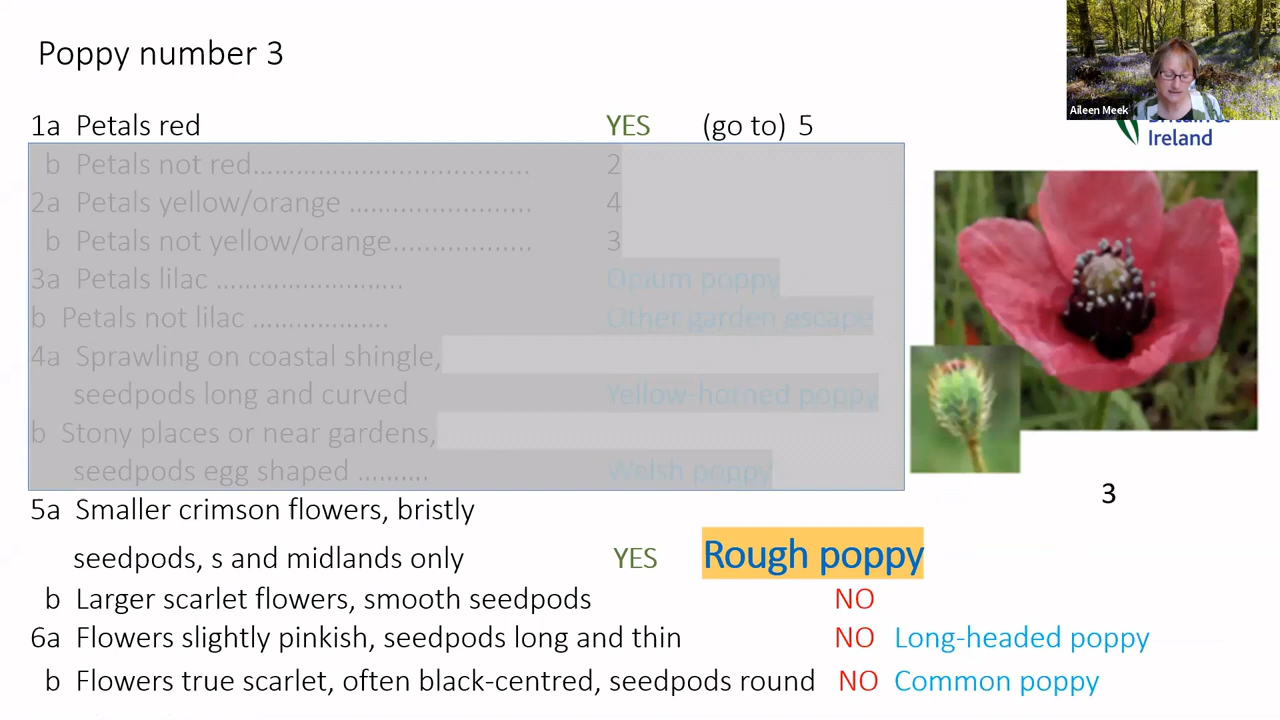 Poppy number 3
Aileen Meek
Ireland
1a Petals red YES (go to) 5
b Petals not red……………………………… 2
2a Petals yellow/orange ………………………… 4
b Petals not yellow/orange.................... 3
3a Petals lilac ………………………… Opium poppy
b Petals not lilac ………………… Other garden escape
4a Sprawling on coastal shingle,
seedpods long and curved Yellow-horned poppy
b Stony places or near gardens,
seedpods egg shaped ………. Welsh poppy
3
5a Smaller crimson flowers, bristly
seedpods, s and midlands only YES Rough poppy
b Larger scarlet flowers, smooth seedpods NO
6a Flowers slightly pinkish, seedpods long and thin NO Long-headed poppy
b Flowers true scarlet, often black-centred, seedpods round NO Common poppy